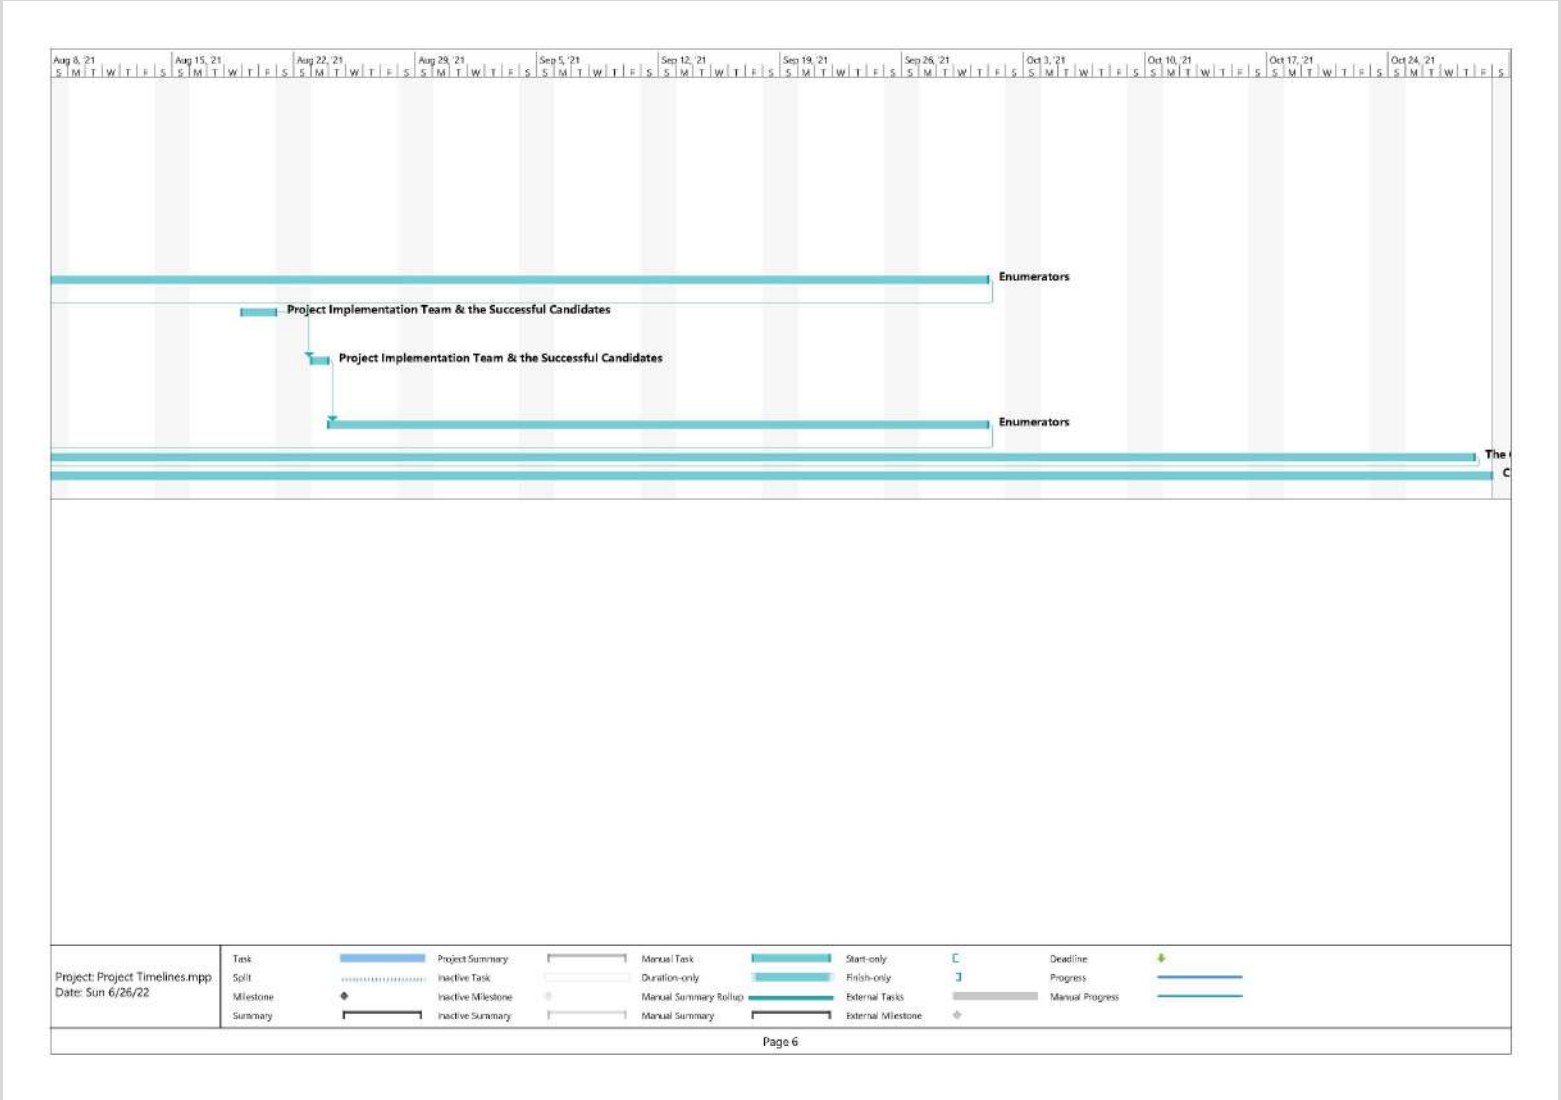 Aug 8, '21 Aug 15, '21 Aug 22, '21 Aug 29, '21 Sep 5, '21 Sep 12, '21 Sep 19, '21 Sep 26, '21 Oct 3, '21 Oct 10, '21 Oct 17, '21 Oct 24, '21
S M T W T F S S M T W T F S S M T W T F S S M T W T F S S M T W T F S S M T W T F S S M T W T F S S M T W T F S S M T W T F S S M T W T F S S M T W T F S S M T W T F S
Enumerators
Project Implementation Team & the Successful Candidates
Project Implementation Team & the Successful Candidates
Enumerators
The
C
Project: Project Timelines.mpp
Date: Sun 6/26/22
Task Project Summary Manual Task Start-only Deadline
Split Inactive Task Duration-only Finish-only Progress
Milestone Inactive Milestone Manual Summary Rollup External Tasks Manual Progress
Summary Inactive Summary Manual Summary External Milestone
Page 6